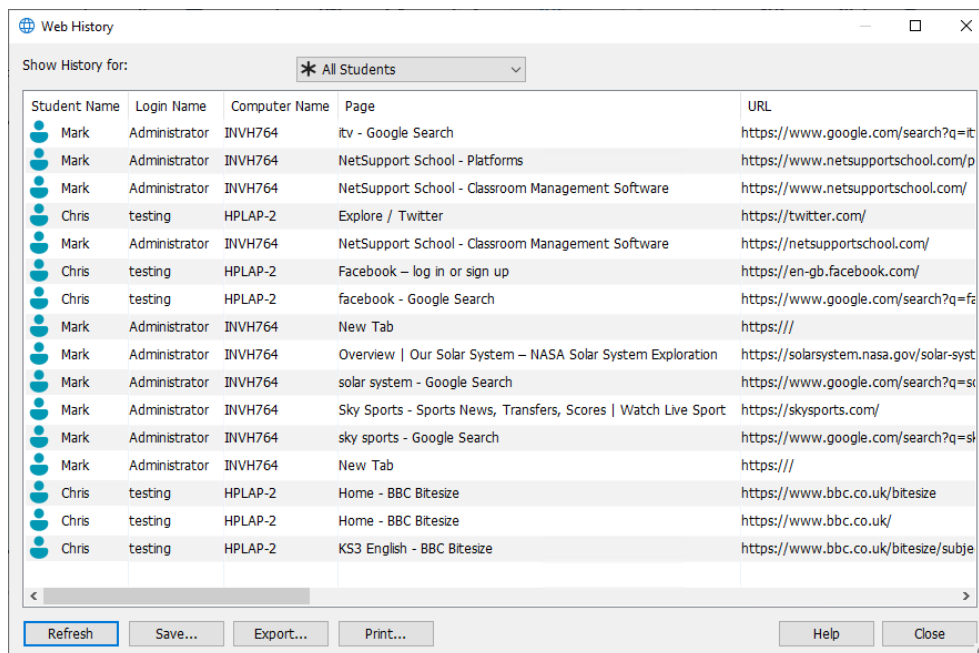 Web History
Show History for: All Students
Student Name Login Name Computer Name Page URL
Mark Administrator INVH764 itv - Google Search https://www.google.com/search?q=it
Mark Administrator INVH764 NetSupport School - Platforms https://www.netsupportschool.com/p
Mark Administrator INVH764 NetSupport School - Classroom Management Software https://www.netsupportschool.com/
Chris testing HPLAP-2 Explore / Twitter https://twitter.com/
Mark Administrator INVH764 NetSupport School - Classroom Management Software https://netsupportschool.com/
Chris testing HPLAP-2 Facebook – log in or sign up https://en-gb.facebook.com/
Chris testing HPLAP-2 facebook - Google Search https://www.google.com/search?q=fa
Mark Administrator INVH764 New Tab https:///
Mark Administrator INVH764 Overview | Our Solar System – NASA Solar System Exploration https://solarsystem.nasa.gov/solar-syst
Mark Administrator INVH764 solar system - Google Search https://www.google.com/search?q=so
Mark Administrator INVH764 Sky Sports - Sports News, Transfers, Scores | Watch Live Sport https://skysports.com/
Mark Administrator INVH764 sky sports - Google Search https://www.google.com/search?q=sk
Mark Administrator INVH764 New Tab https:///
Chris testing HPLAP-2 Home - BBC Bitesize https://www.bbc.co.uk/bitesize
Chris testing HPLAP-2 Home - BBC Bitesize https://www.bbc.co.uk/
Chris testing HPLAP-2 KS3 English - BBC Bitesize https://www.bbc.co.uk/bitesize/subje
Refresh Save... Export... Print... Help Close